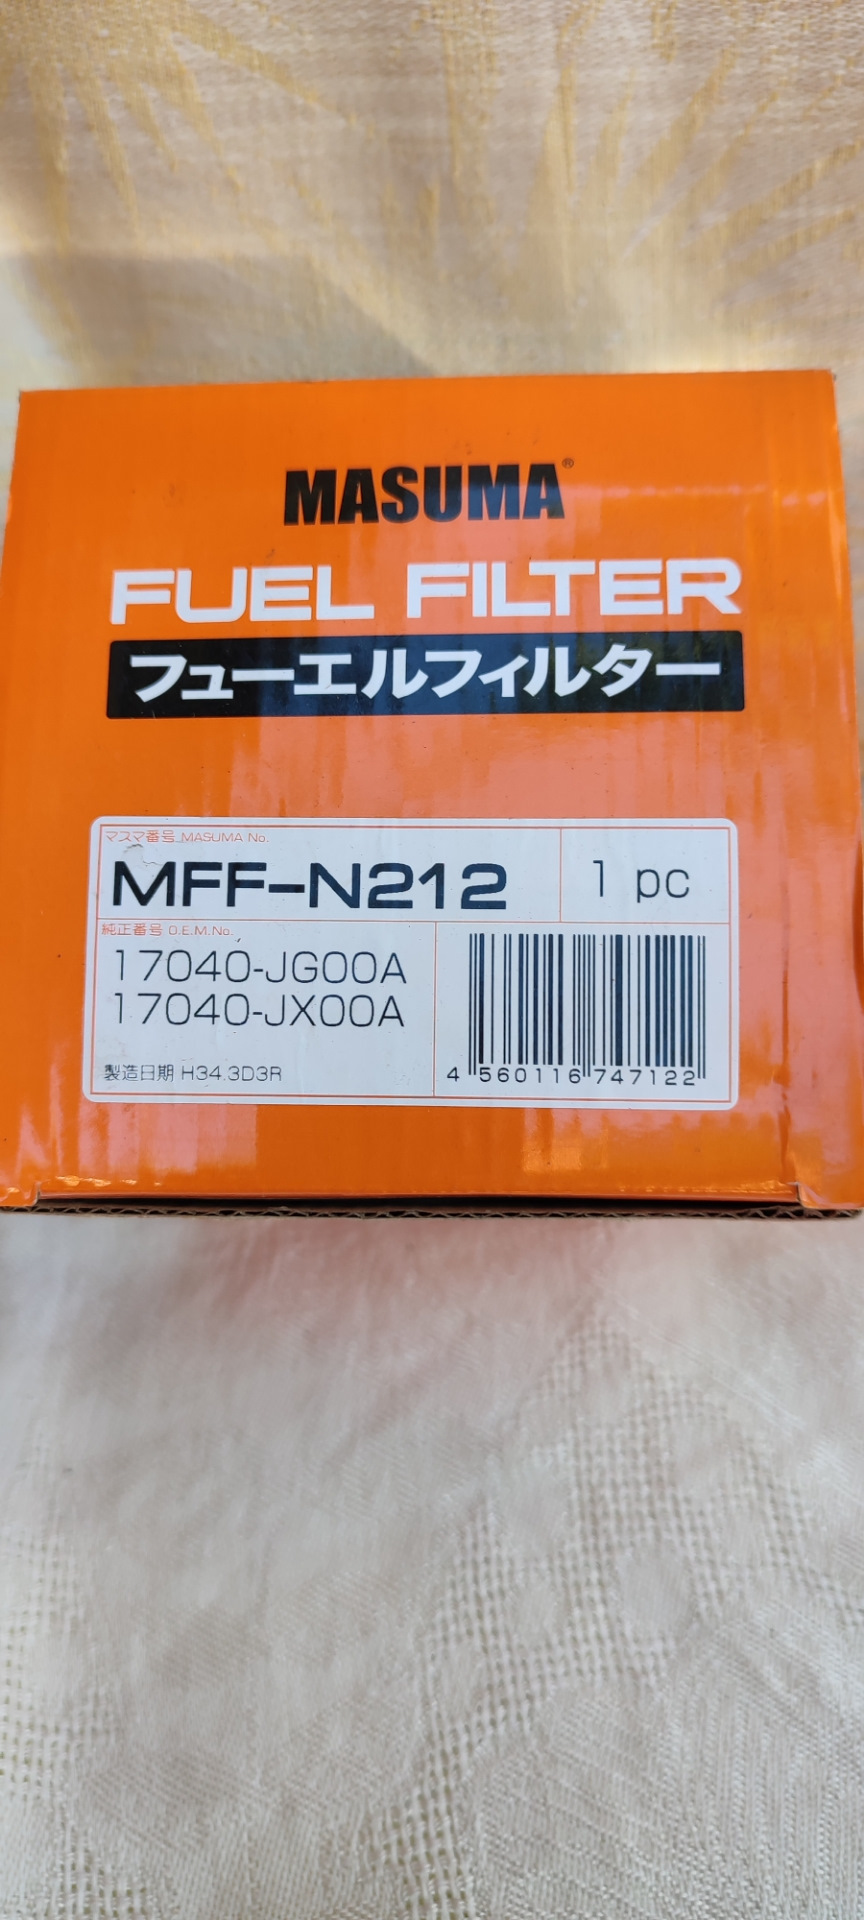 MASUMA®
FUEL FILTER
フューエルフィルター
マスマ番号 MASUMA No.
MFF-N212
1 pc
純正番号 O.E.M.No.
17040-JG00A
17040-JX00A
製造日期 H34.3D3R
4 560116 747122